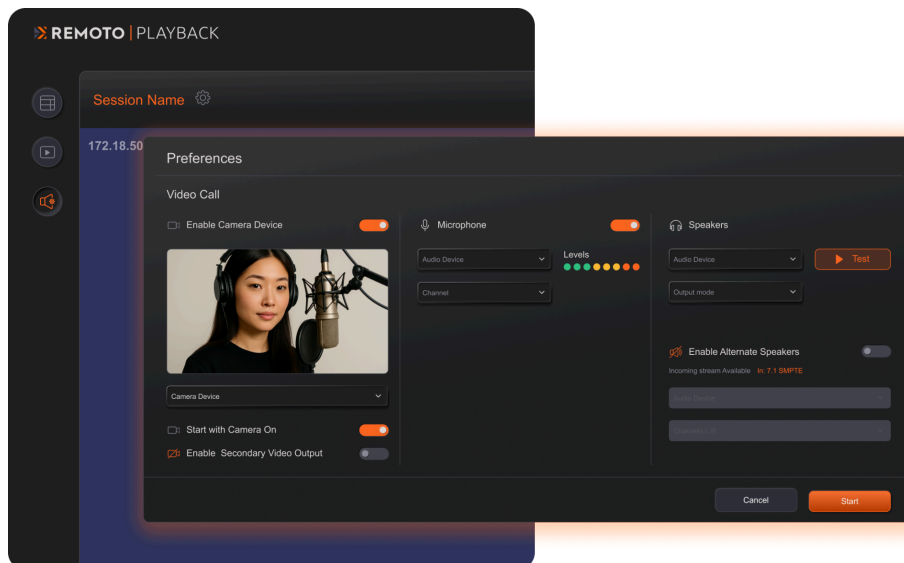 REMOTO | PLAYBACK
Session Name
172.18.50
Preferences
Video Call
Enable Camera Device
Microphone
Speakers
Audio Device
Levels
Audio Device
Test
Channel
Output mode
Enable Alternate Speakers
Incoming stream Available In: 7.1 SMPTE
Camera Device
Audio Device
Start with Camera On
Enable Secondary Video Output
Cancel
Start